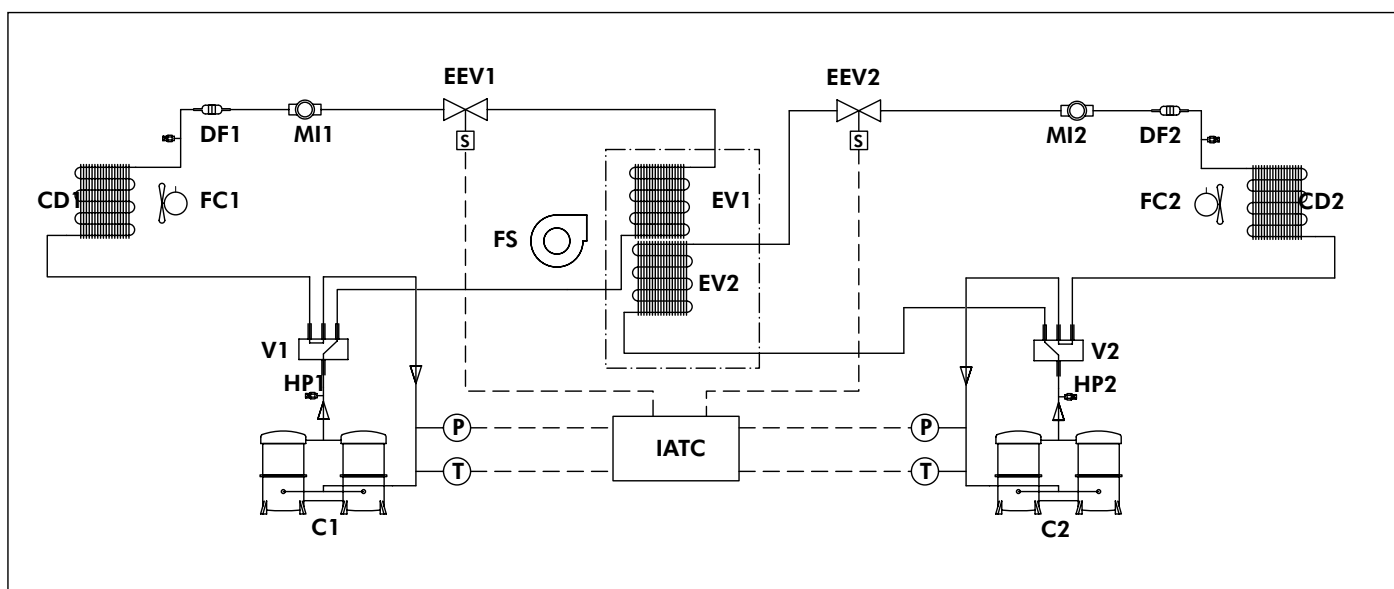 EEV1
EEV2
S
S
DF1
MI1
MI2
DF2
CD1
FC1
EV1
FC2
CD2
FS
EV2
V1
V2
HP1
HP2
P
IATC
P
T
T
C1
C2